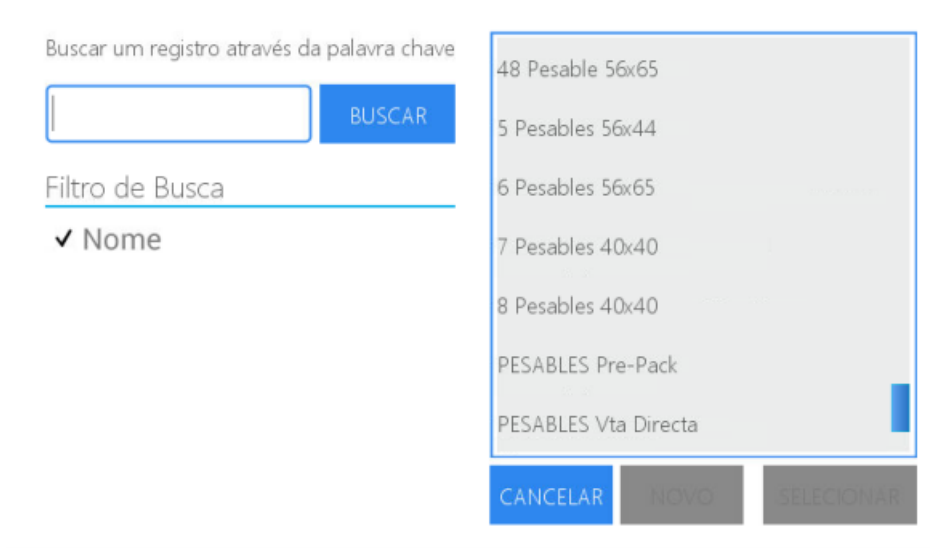 Buscar um registro através da palavra chave
BUSCAR
Filtro de Busca
Nome
48 Pesable 56x65
5 Pesables 56x44
6 Pesables 56x65
7 Pesables 40x40
8 Pesables 40x40
PESABLES Pre-Pack
PESABLES Vta Directa
CANCELAR
NOVO
SELECIONAR